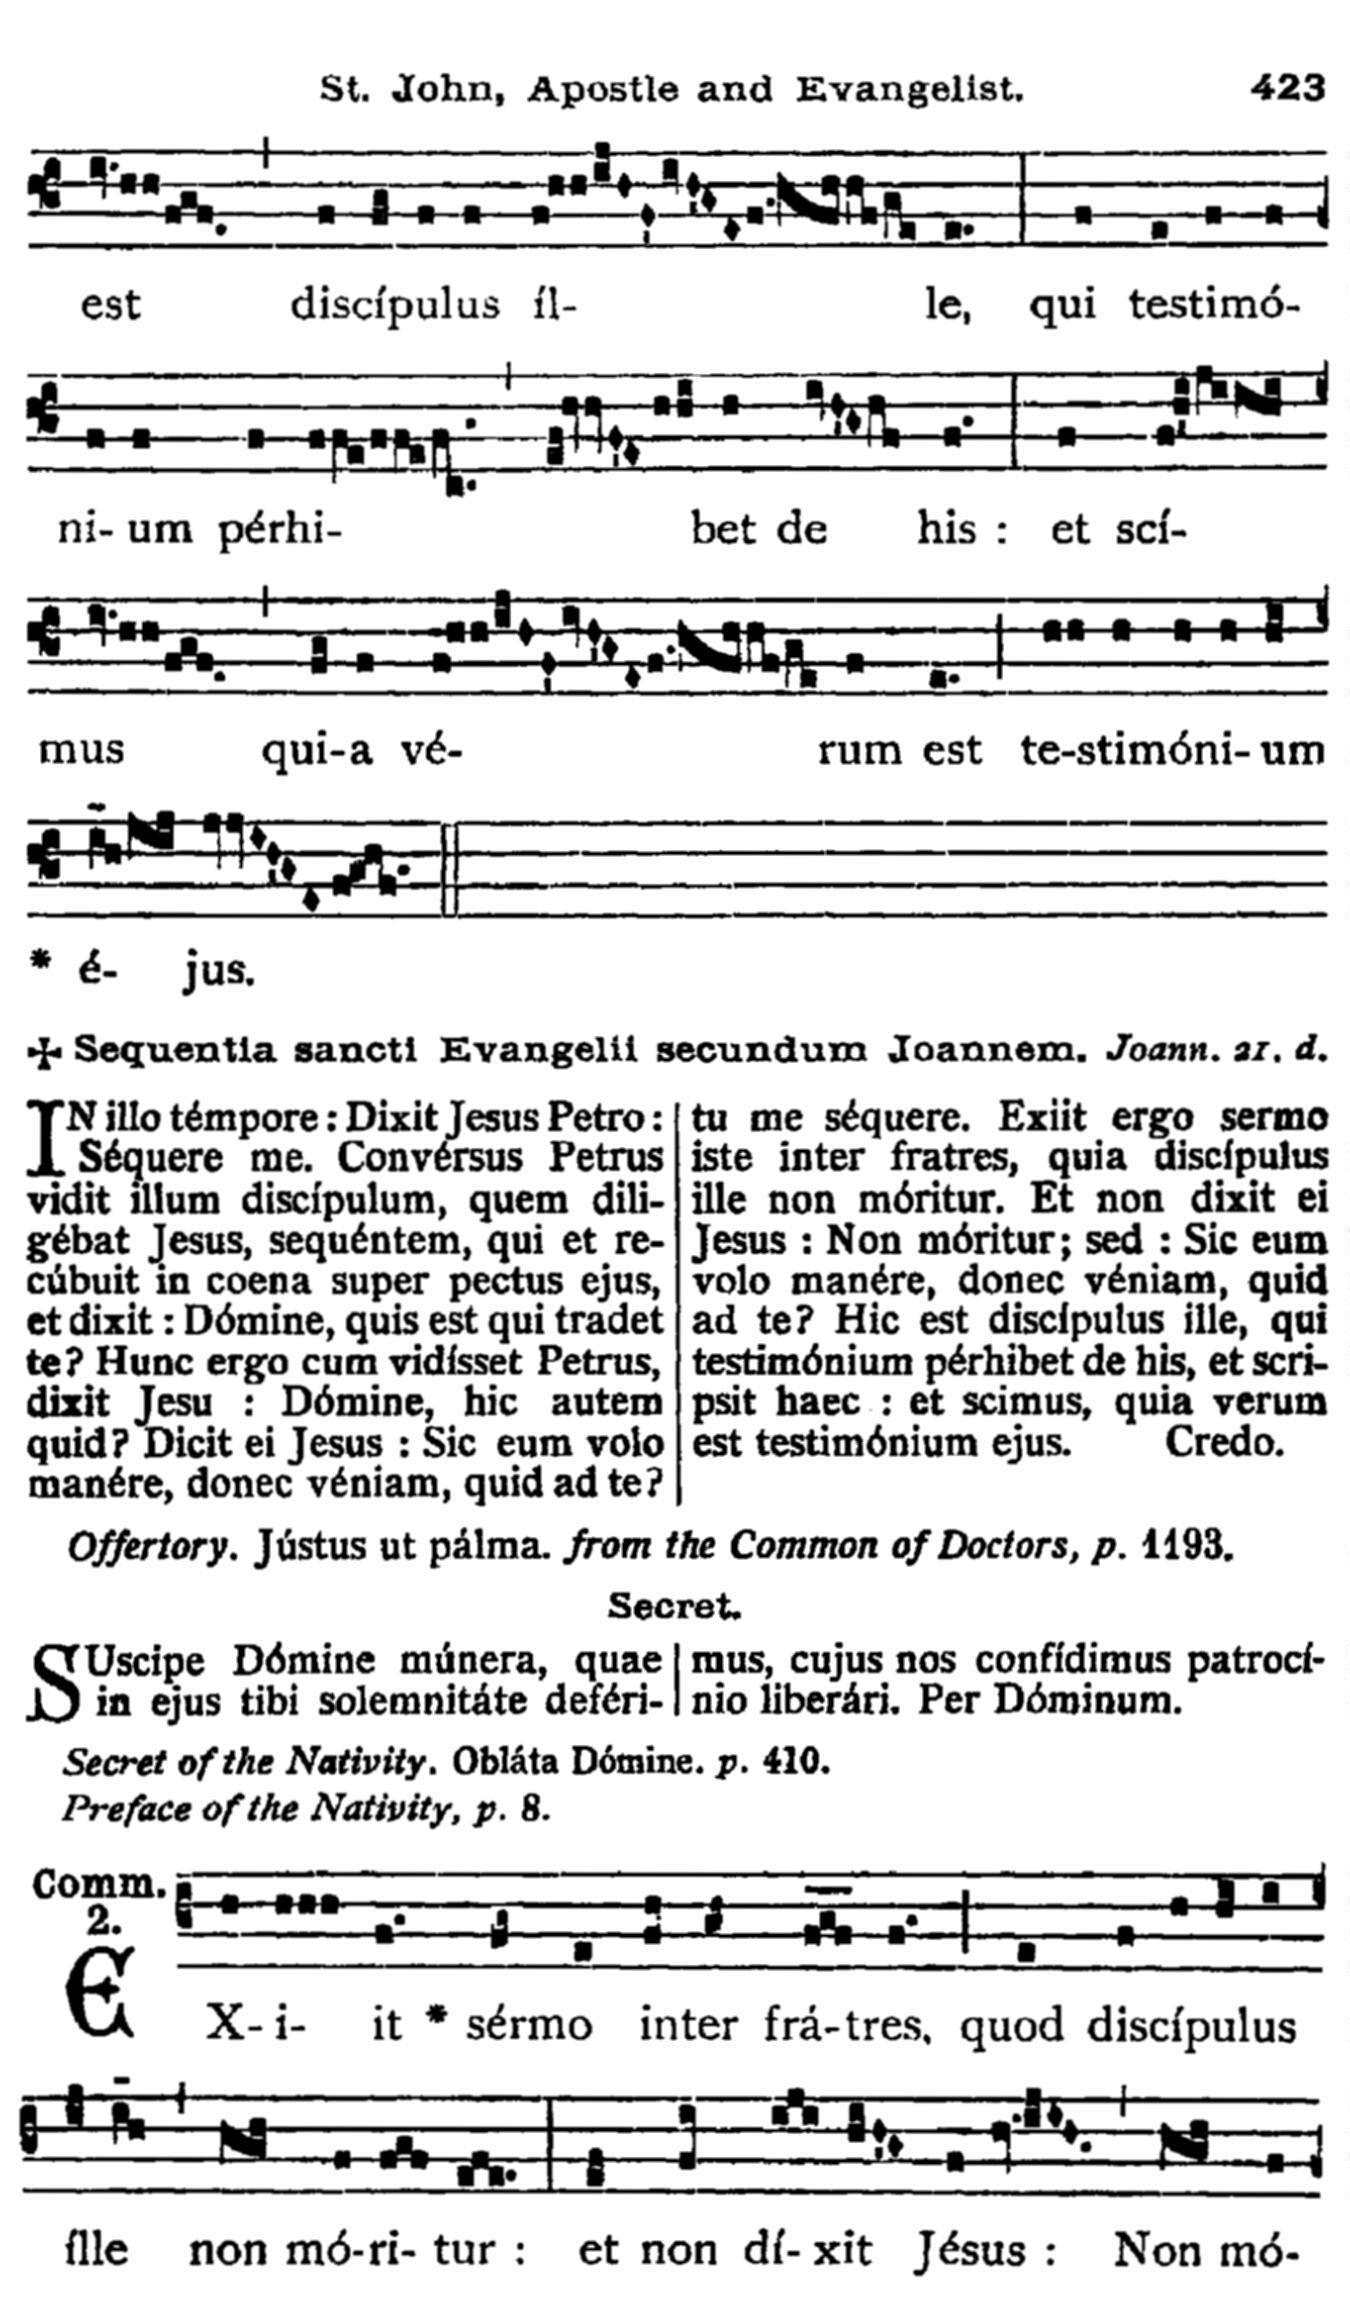 St. John, Apostle and Evangelist. 423
est discípulus íl- le, qui testimó-
ni- um pérhi- bet de his : et scí-
mus qui-a vé- rum est te-stimóni- um
* é- jus.
✠ Sequentia sancti Evangelii secundum Joannem. Joann. 21. d.
IN illo témpore : Dixit Jesus Petro :
Séquere me. Convérsus Petrus
vidit illum discípulum, quem dili-
gébat Jesus, sequéntem, qui et re-
cúbuit in coena super pectus ejus,
et dixit : Dómine, quis est qui tradet
te? Hunc ergo cum vidísset Petrus,
dixit Jesu : Dómine, hic autem
quid? Dicit ei Jesus : Sic eum volo
manére, donec véniam, quid ad te?
tu me séquere. Exiit ergo sermo
iste inter fratres, quia discípulus
ille non móritur. Et non dixit ei
Jesus : Non móritur; sed : Sic eum
volo manére, donec véniam, quid
ad te? Hic est discípulus ille, qui
testimónium pérhibet de his, et scri-
psit haec : et scimus, quia verum
est testimónium ejus. Credo.
Offertory. Jústus ut pálma. from the Common of Doctors, p. 1193.
Secret.
SUscipe Dómine múnera, quae
in ejus tibi solemnitáte deféri-
mus, cujus nos confídimus patrocí-
nio liberári. Per Dóminum.
Secret of the Nativity. Obláta Dómine. p. 410.
Preface of the Nativity, p. 8.
Comm.
2.
EX- i- it * sérmo inter frá-tres, quod discípulus
ílle non mó-ri- tur : et non dí- xit Jésus : Non mó-